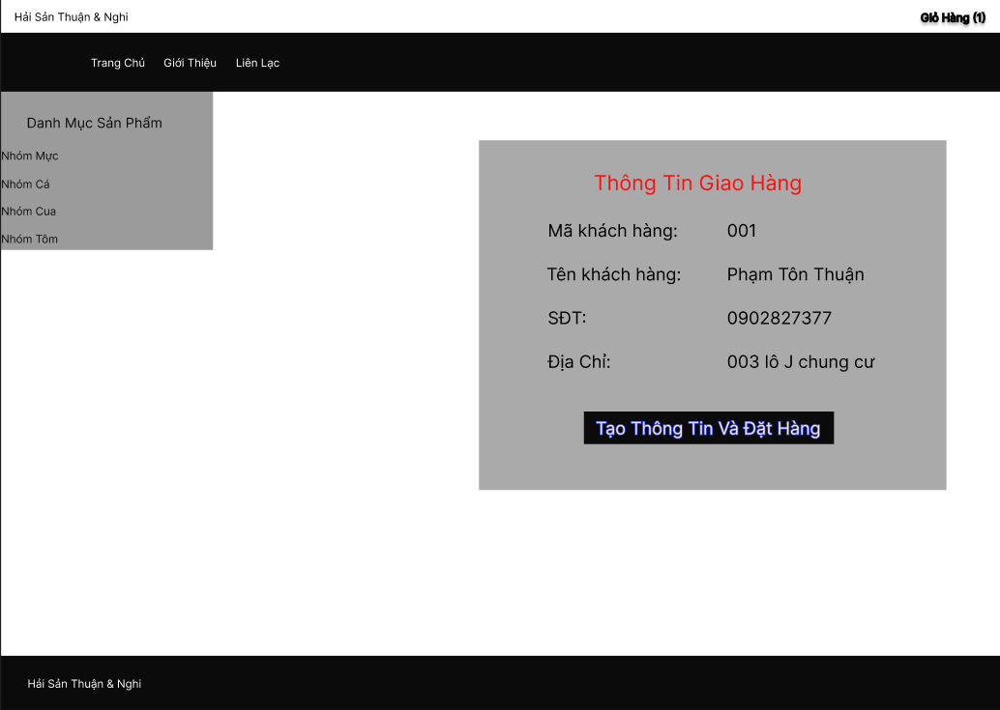 Hải Sản Thuận & Nghi
Giỏ Hàng (1)
Trang Chủ Giới Thiệu Liên Lạc
Danh Mục Sản Phẩm
Nhóm Mực
Nhóm Cá
Nhóm Cua
Nhóm Tôm
Thông Tin Giao Hàng
Mã khách hàng: 001
Tên khách hàng: Phạm Tôn Thuận
SĐT: 0902827377
Địa Chỉ: 003 lô J chung cư
Tạo Thông Tin Và Đặt Hàng
Hải Sản Thuận & Nghi